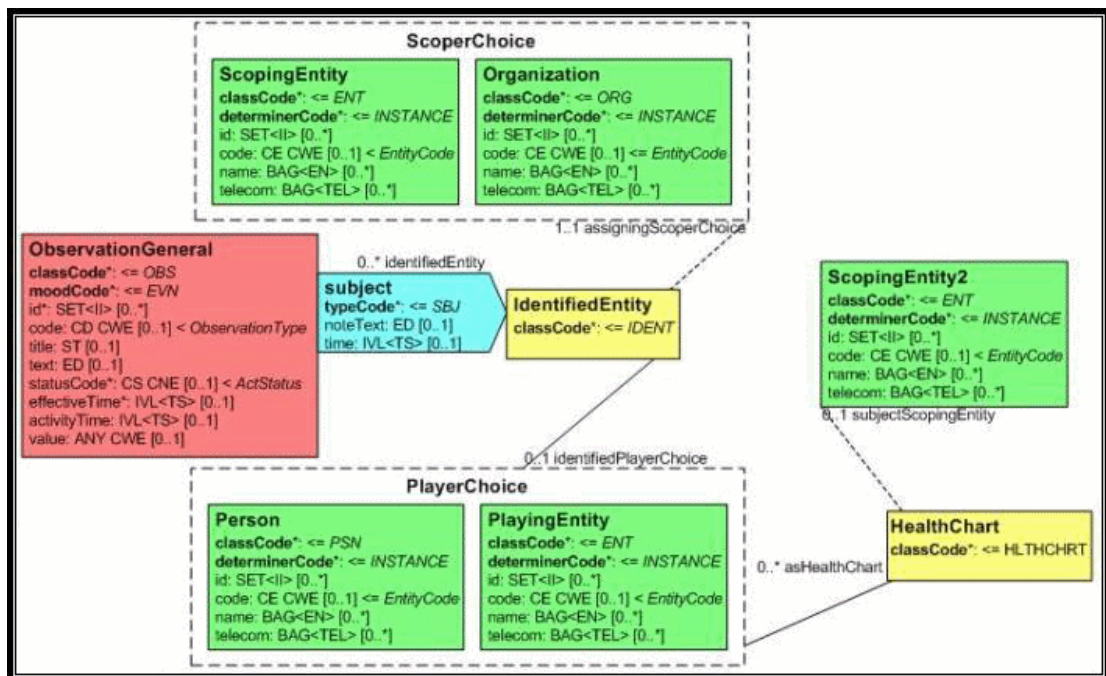 ScoperChoice
ScopingEntity
classCode*: <= ENT
determinerCode*: <= INSTANCE
id: SET<II> [0..*]
code: CE CWE [0..1] < EntityCode
name: BAG<EN> [0..*]
telecom: BAG<TEL> [0..*]
Organization
classCode*: <= ORG
determinerCode*: <= INSTANCE
id: SET<II> [0..*]
code: CE CWE [0..1] <= EntityCode
name: BAG<EN> [0..*]
telecom: BAG<TEL> [0..*]
1..1 assigningScoperChoice
ObservationGeneral
classCode*: <= OBS
moodCode*: <= EVN
id*: SET<II> [0..*]
code: CD CWE [0..1] < ObservationType
title: ST [0..1]
text: ED [0..1]
statusCode*: CS CNE [0..1] < ActStatus
effectiveTime*: IVL<TS> [0..1]
activityTime: IVL<TS> [0..1]
value: ANY CWE [0..1]
0..* identifiedEntity
subject
typeCode*: <= SBJ
noteText: ED [0..1]
time: IVL<TS> [0..1]
IdentifiedEntity
classCode*: <= IDENT
ScopingEntity2
classCode*: <= ENT
determinerCode*: <= INSTANCE
id: SET<II> [0..*]
code: CE CWE [0..1] < EntityCode
name: BAG<EN> [0..*]
telecom: BAG<TEL> [0..*]
0..1 subjectScopingEntity
0..1 identifiedPlayerChoice
PlayerChoice
Person
classCode*: <= PSN
determinerCode*: <= INSTANCE
id: SET<II> [0..*]
code: CE CWE [0..1] <= EntityCode
name: BAG<EN> [0..*]
telecom: BAG<TEL> [0..*]
PlayingEntity
classCode*: <= ENT
determinerCode*: <= INSTANCE
id: SET<II> [0..*]
code: CE CWE [0..1] < EntityCode
name: BAG<EN> [0..*]
telecom: BAG<TEL> [0..*]
HealthChart
classCode*: <= HLTHCHRT
0..* asHealthChart